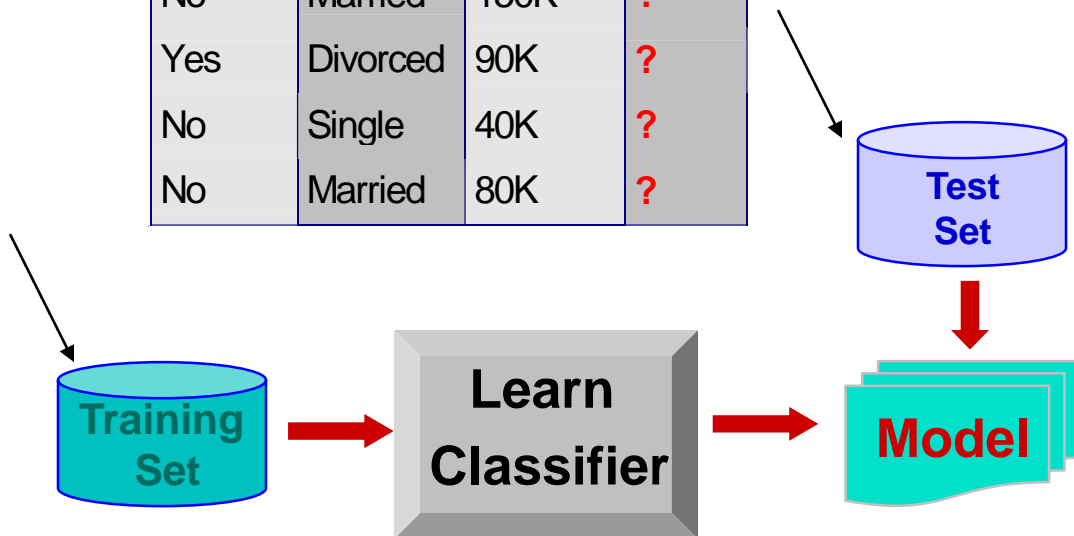 Yes Divorced 90K ?
No Single 40K ?
No Married 80K ?
Test
Set
Training
Set
Learn
Classifier
Model